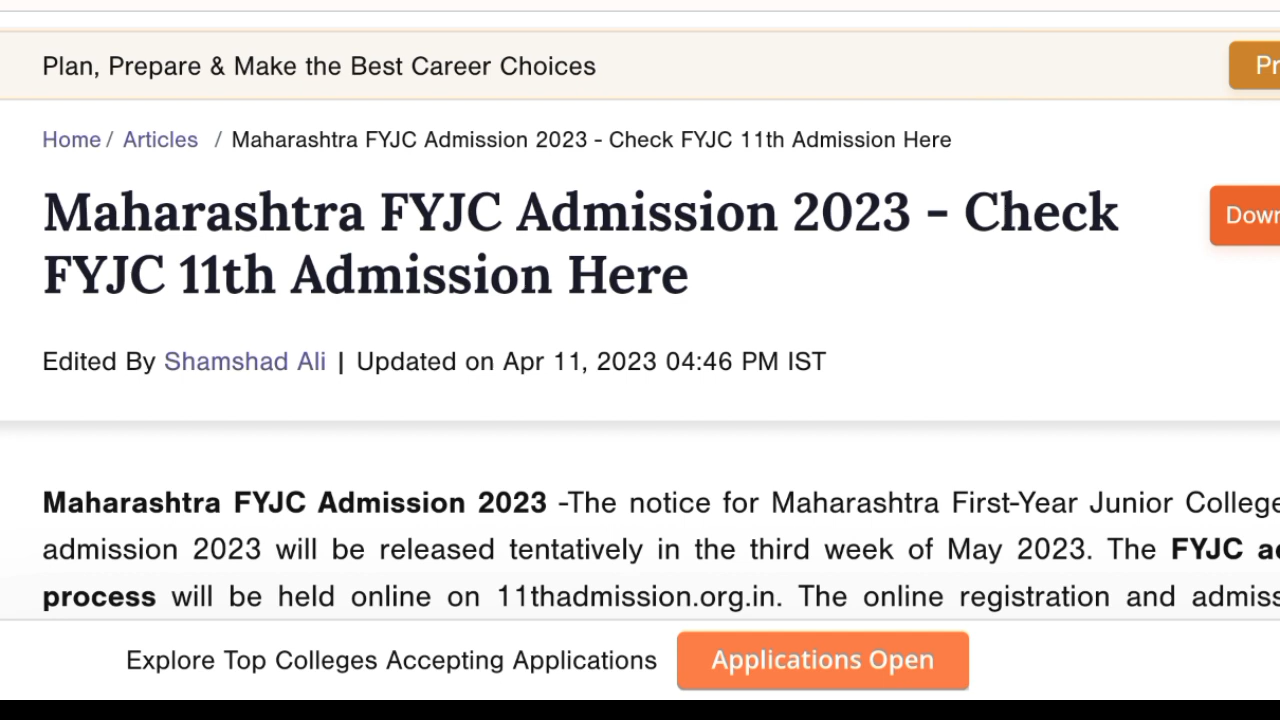 Plan, Prepare & Make the Best Career Choices
Pr
Home / Articles / Maharashtra FYJC Admission 2023 - Check FYJC 11th Admission Here
Maharashtra FYJC Admission 2023 - Check
FYJC 11th Admission Here
Down
Edited By Shamshad Ali | Updated on Apr 11, 2023 04:46 PM IST
Maharashtra FYJC Admission 2023 -The notice for Maharashtra First-Year Junior College
admission 2023 will be released tentatively in the third week of May 2023. The FYJC ad
process will be held online on 11thadmission.org.in. The online registration and admiss
Explore Top Colleges Accepting Applications
Applications Open